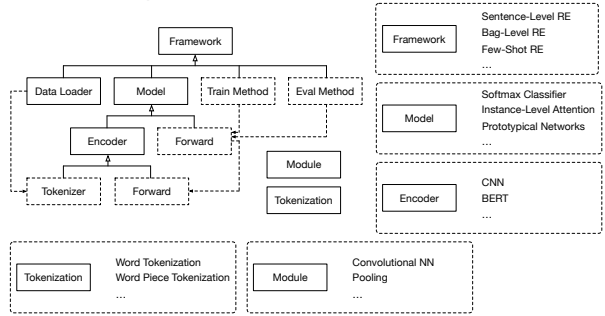 Framework
Data Loader
Model
Train Method
Eval Method
Encoder
Forward
Tokenizer
Forward
Module
Tokenization
Framework
Sentence-Level RE
Bag-Level RE
Few-Shot RE
...
Model
Softmax Classifier
Instance-Level Attention
Prototypical Networks
...
Encoder
CNN
BERT
...
Tokenization
Word Tokenization
Word Piece Tokenization
...
Module
Convolutional NN
Pooling
...